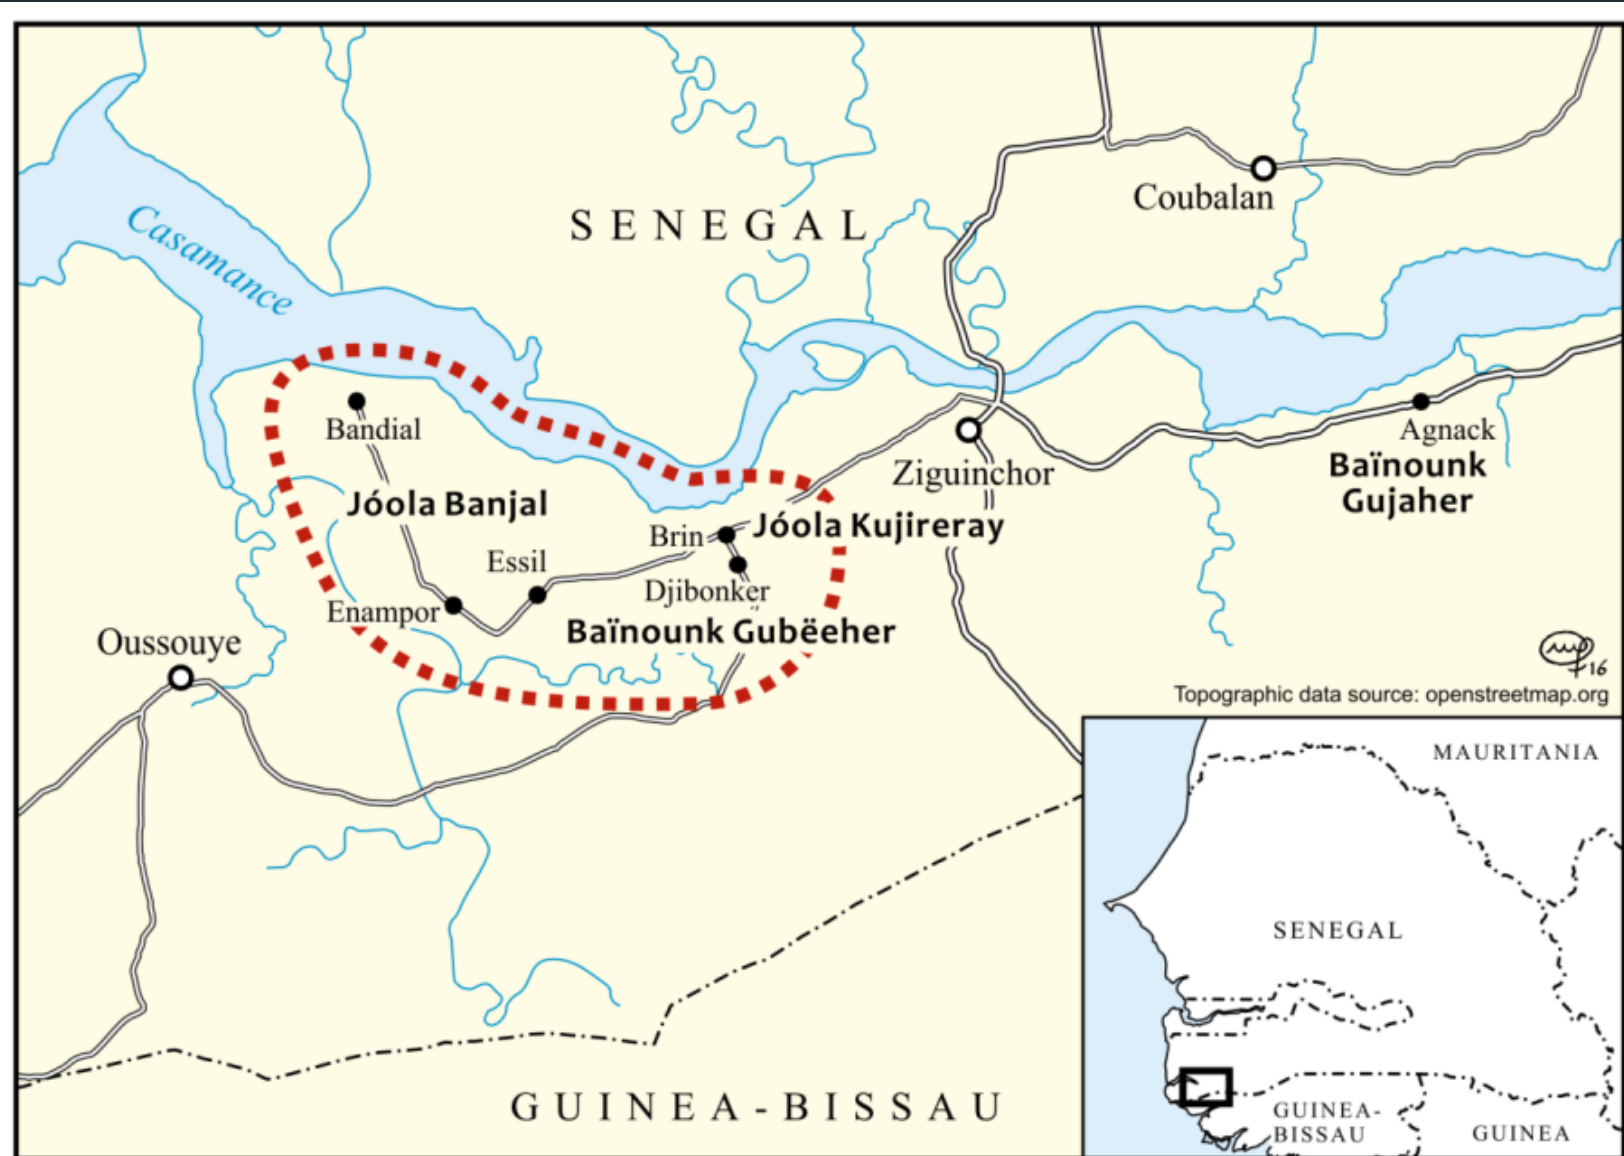 SENEGAL
Coubalan
Casamance
Bandial
Agnack
Baïnounk
Gujaher
Ziguinchor
Jóola Banjal
Jóola Kujireray
Brin
Essil
Djibonker
Enampor
Baïnounk Gubëeher
Oussouye
16
Topographic data source: openstreetmap.org
MAURITANIA
SENEGAL
GUINEA-BISSAU
GUINEA-
BISSAU
GUINEA